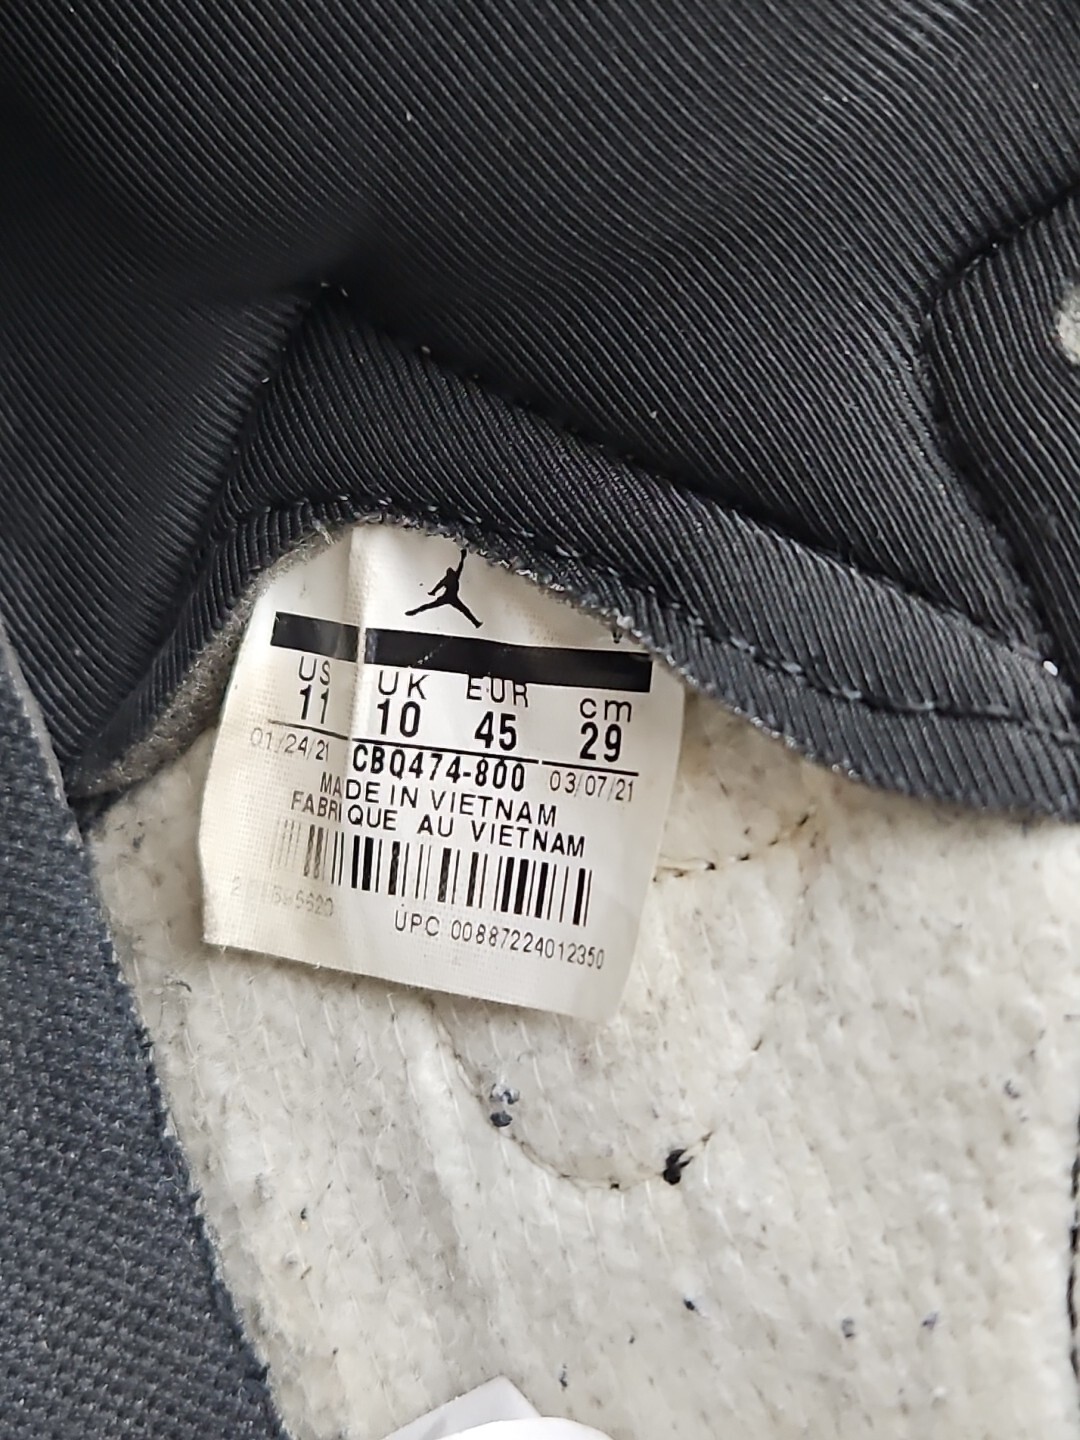 US UK EUR cm
11 10 45 29
01/24/21 CBQ474-800 03/07/21
MADE IN VIETNAM
FABRIQUE AU VIETNAM
UPC 00887224012350